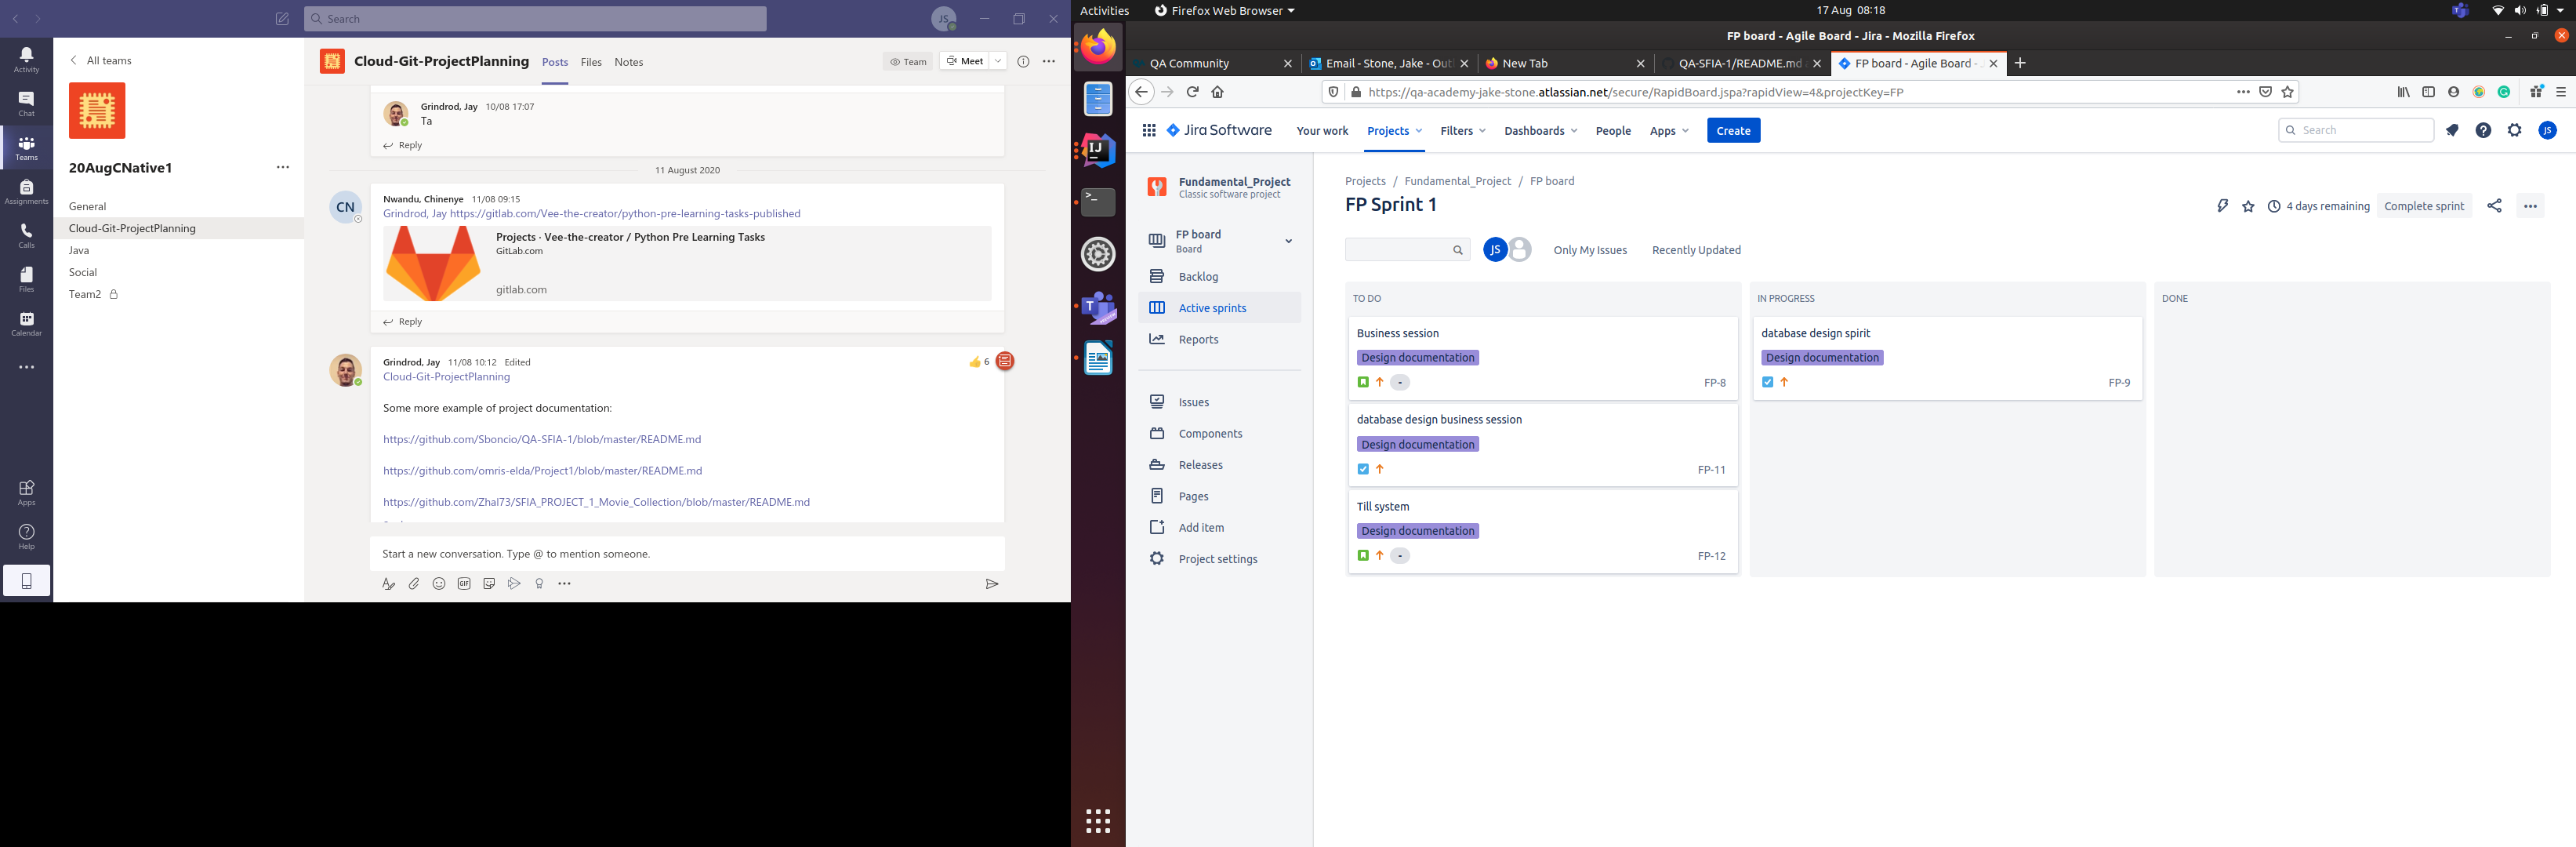 Search
JS
Activity
Chat
Teams
Assignments
Calls
Files
Calendar
Apps
Help
All teams
20AugCNative1
General
Cloud-Git-ProjectPlanning
Java
Social
Team2
Cloud-Git-ProjectPlanning
Posts
Files
Notes
Team
Meet
Grindrod, Jay 10/08 17:07
Ta
Reply
11 August 2020
CN
Nwandu, Chinenye 11/08 09:15
Grindrod, Jay https://gitlab.com/Vee-the-creator/python-pre-learning-tasks-published
Projects · Vee-the-creator / Python Pre Learning Tasks
GitLab.com
gitlab.com
Reply
Grindrod, Jay 11/08 10:12 Edited
6
Cloud-Git-ProjectPlanning
Some more example of project documentation:
https://github.com/Sboncio/QA-SFIA-1/blob/master/README.md
https://github.com/omris-elda/Project1/blob/master/README.md
https://github.com/Zhal73/SFIA_PROJECT_1_Movie_Collection/blob/master/README.md
Start a new conversation. Type @ to mention someone.
GIF
Activities
Firefox Web Browser
17 Aug 08:18
FP board - Agile Board - Jira - Mozilla Firefox
QA Community
Email - Stone, Jake - Out
New Tab
QA-SFIA-1/README.md
FP board - Agile Board -
https://qa-academy-jake-stone.atlassian.net/secure/RapidBoard.jspa?rapidView=4&projectKey=FP
Jira Software
Your work
Projects
Filters
Dashboards
People
Apps
Create
Search
JS
Fundamental_Project
Classic software project
FP board
Board
Backlog
Active sprints
Reports
Issues
Components
Releases
Pages
Add item
Project settings
Projects / Fundamental_Project / FP board
FP Sprint 1
4 days remaining
Complete sprint
JS
Only My Issues
Recently Updated
TO DO
Business session
Design documentation
-
FP-8
database design business session
Design documentation
FP-11
Till system
Design documentation
-
FP-12
IN PROGRESS
database design spirit
Design documentation
FP-9
DONE